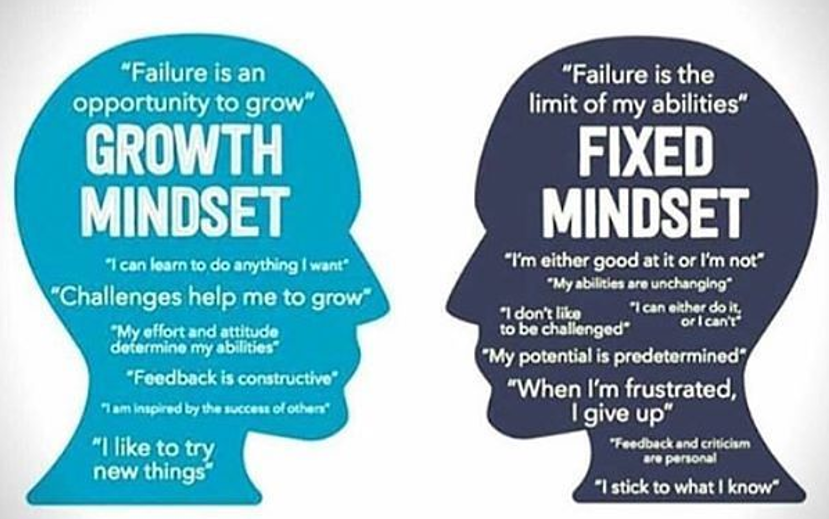 "Failure is an
opportunity to grow"
GROWTH
MINDSET
"I can learn to do anything I want"
"Challenges help me to grow"
"My effort and attitude
determine my abilities"
"Feedback is constructive"
"I am inspired by the success of others"
"I like to try
new things"
"Failure is the
limit of my abilities"
FIXED
MINDSET
"I'm either good at it or I'm not"
"My abilities are unchanging"
"I don't like
to be challenged"
"I can either do it,
or I can't"
"My potential is predetermined"
"When I'm frustrated,
I give up"
"Feedback and criticism
are personal
"I stick to what I know"